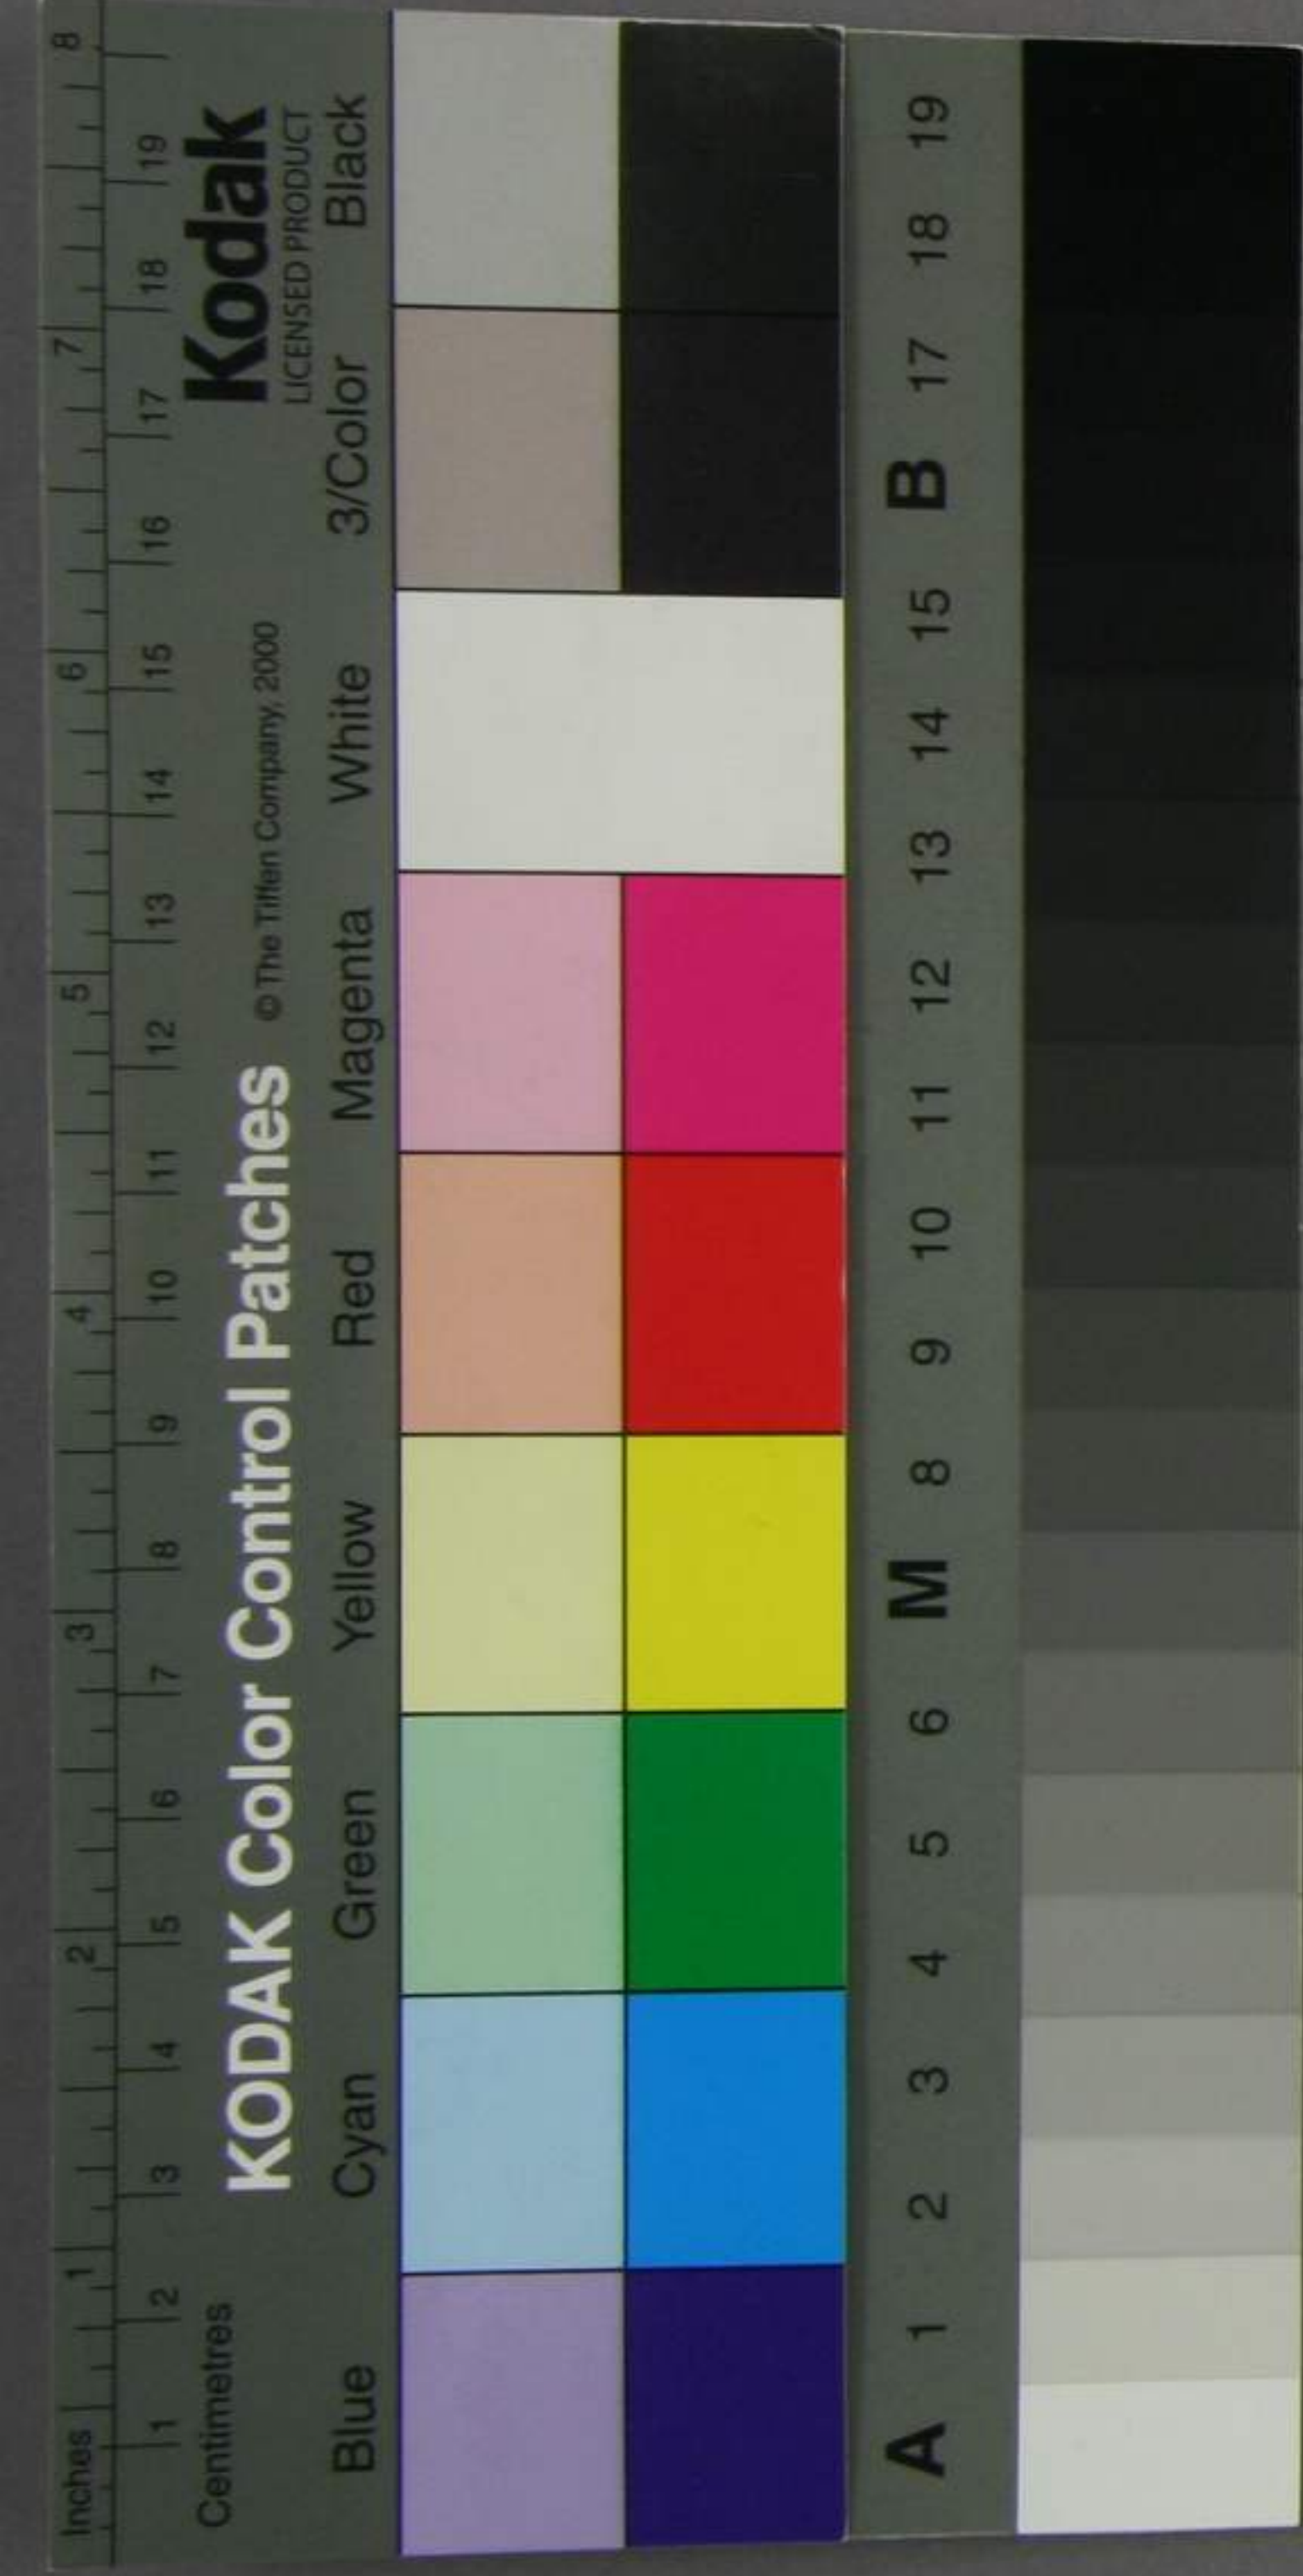 Inches 1 2 3 4 5 6 7 8
1 2 3 4 5 6 7 8 9 10 11 12 13 14 15 16 17 18 19
Centimetres
KODAK Color Control Patches © The Tiffen Company, 2000
Kodak
LICENSED PRODUCT
Blue Cyan Green Yellow Red Magenta White 3/Color Black
A 1 2 3 4 5 6 M 8 9 10 11 12 13 14 15 B 17 18 19